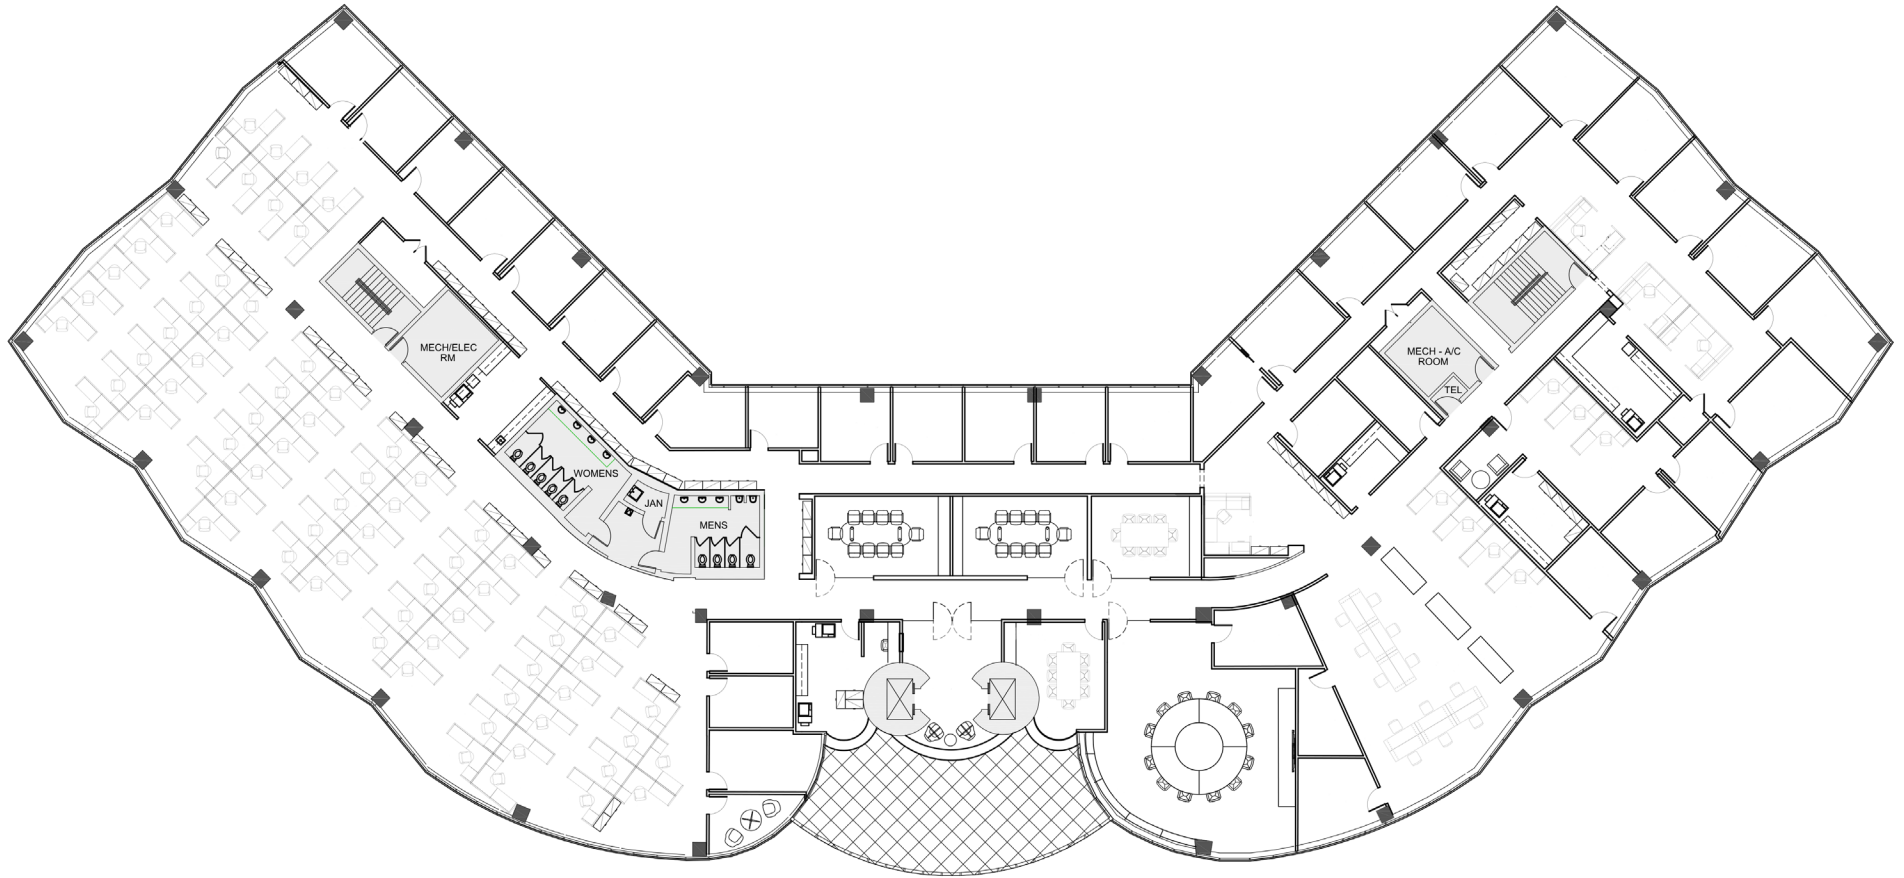 MECH/ELEC
RM
WOMENS
JAN
MENS
MECH - A/C
ROOM
TEL